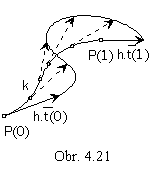 P(1) h.t(1)
k
h.t(0)
P(0)
Obr. 4.21